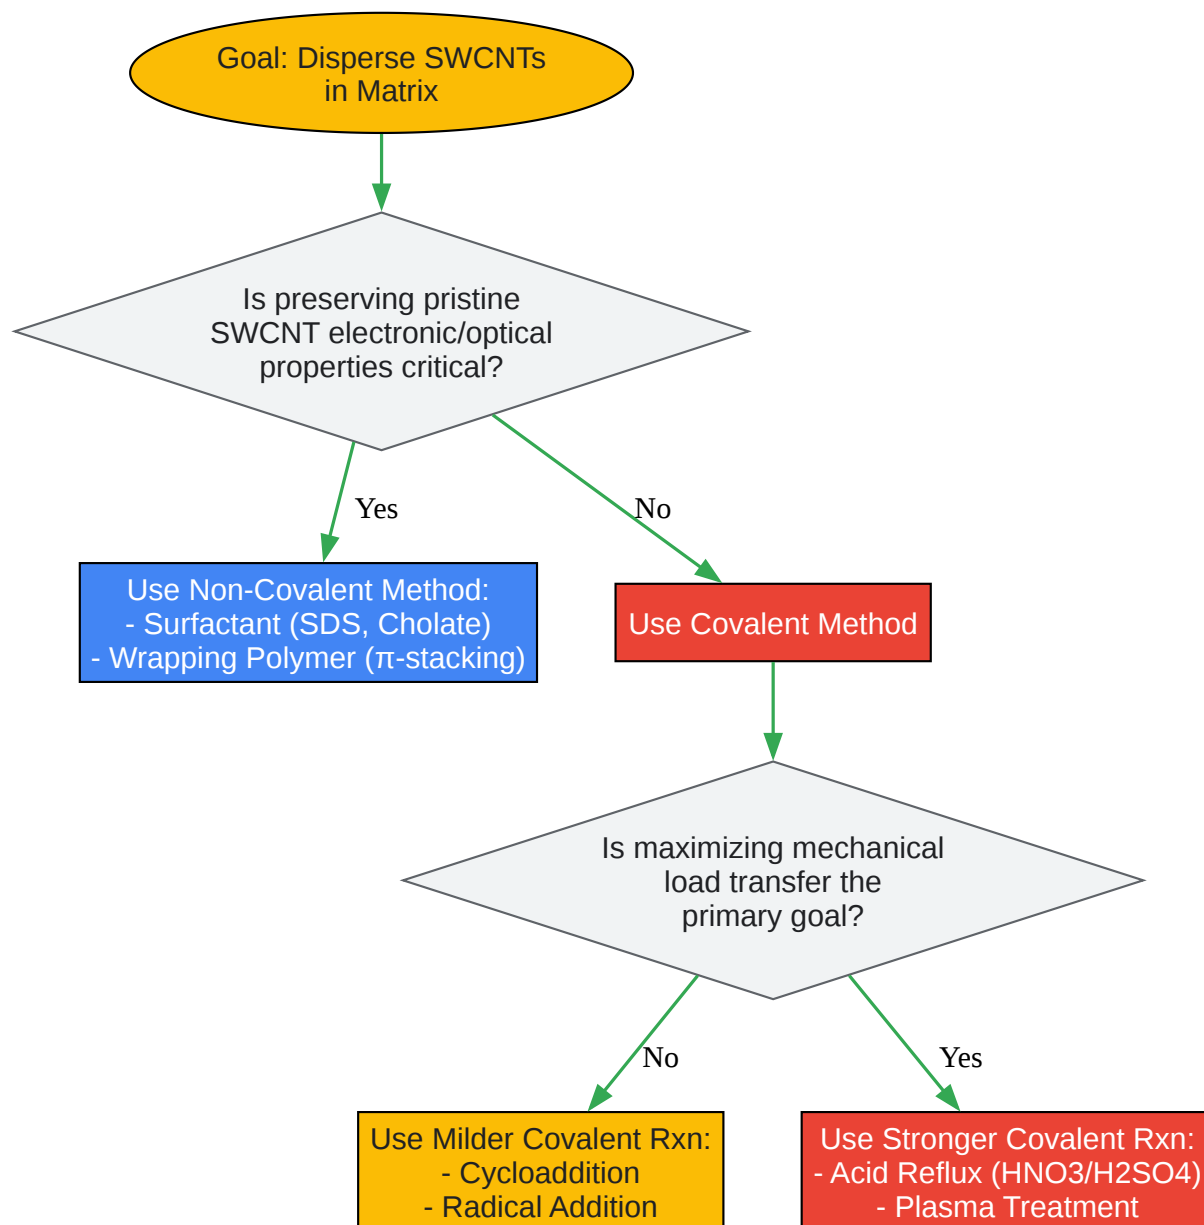 Goal: Disperse SWCNTs
in Matrix
Is preserving pristine
SWCNT electronic/optical
properties critical?
Yes
No
Use Non-Covalent Method:
- Surfactant (SDS, Cholate)
- Wrapping Polymer (π-stacking)
Use Covalent Method
Is maximizing mechanical
load transfer the
primary goal?
No
Yes
Use Milder Covalent Rxn:
- Cycloaddition
- Radical Addition
Use Stronger Covalent Rxn:
- Acid Reflux (HNO3/H2SO4)
- Plasma Treatment